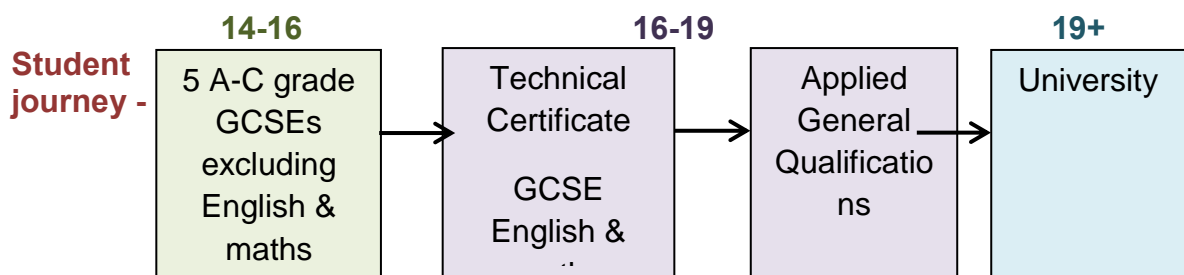 14-16
16-19
19+
Student
journey -
5 A-C grade
GCSEs
excluding
English &
maths
Technical
Certificate
GCSE
English &
Applied
General
Qualificatio
ns
University